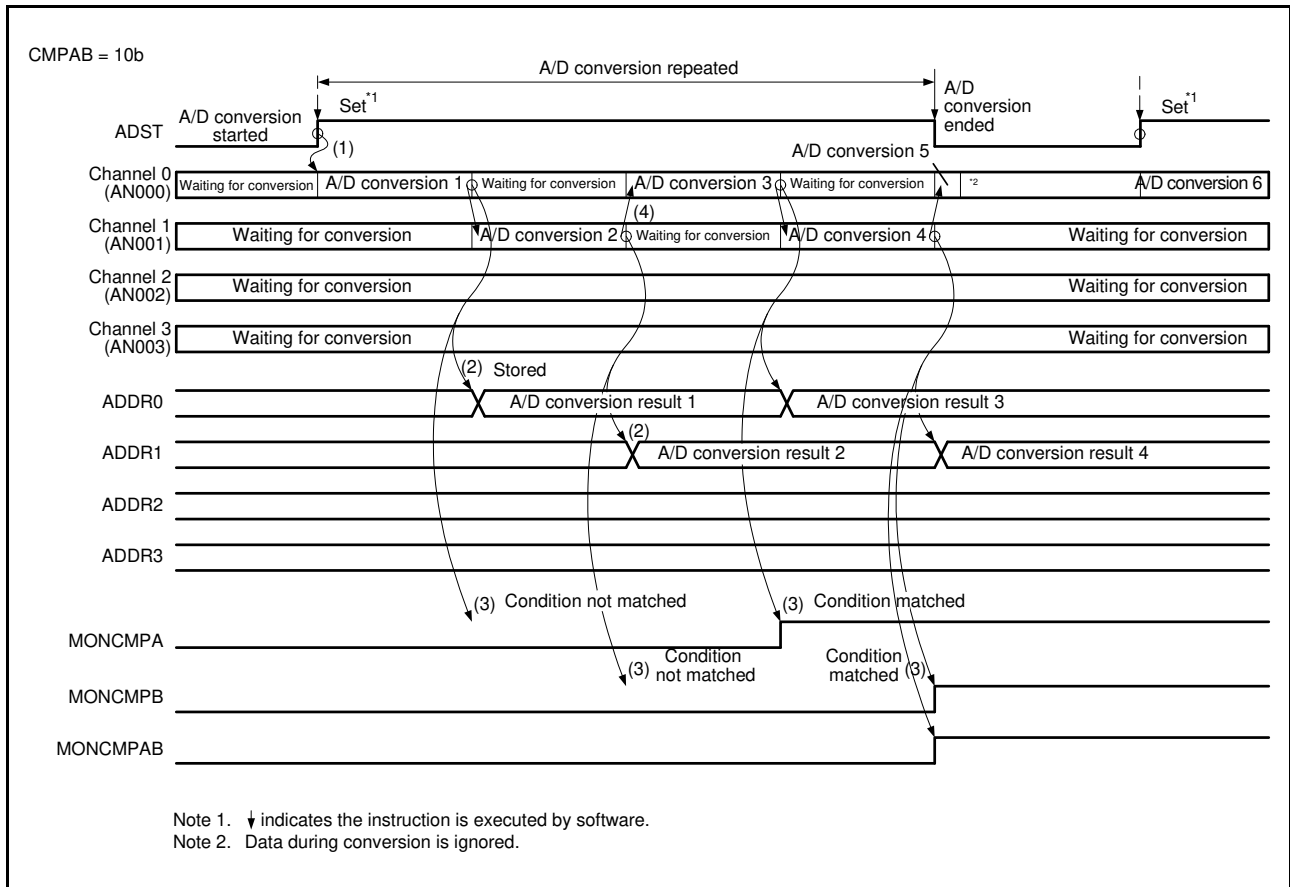 CMPAB = 10b
A/D conversion repeated
A/D conversion
started
Set*1
A/D
conversion
ended
Set*1
ADST
(1)
A/D conversion 5
Channel 0
(AN000)
Waiting for conversion
A/D conversion 1
Waiting for conversion
A/D conversion 3
Waiting for conversion
*2
A/D conversion 6
(4)
Channel 1
(AN001)
Waiting for conversion
A/D conversion 2
Waiting for conversion
A/D conversion 4
Waiting for conversion
Channel 2
(AN002)
Waiting for conversion
Waiting for conversion
Channel 3
(AN003)
Waiting for conversion
Waiting for conversion
(2) Stored
ADDR0
A/D conversion result 1
A/D conversion result 3
(2)
ADDR1
A/D conversion result 2
A/D conversion result 4
ADDR2
ADDR3
(3) Condition not matched
(3) Condition matched
MONCMPA
(3) Condition
not matched
Condition
matched (3)
MONCMPB
MONCMPAB
Note 1. indicates the instruction is executed by software.
Note 2. Data during conversion is ignored.